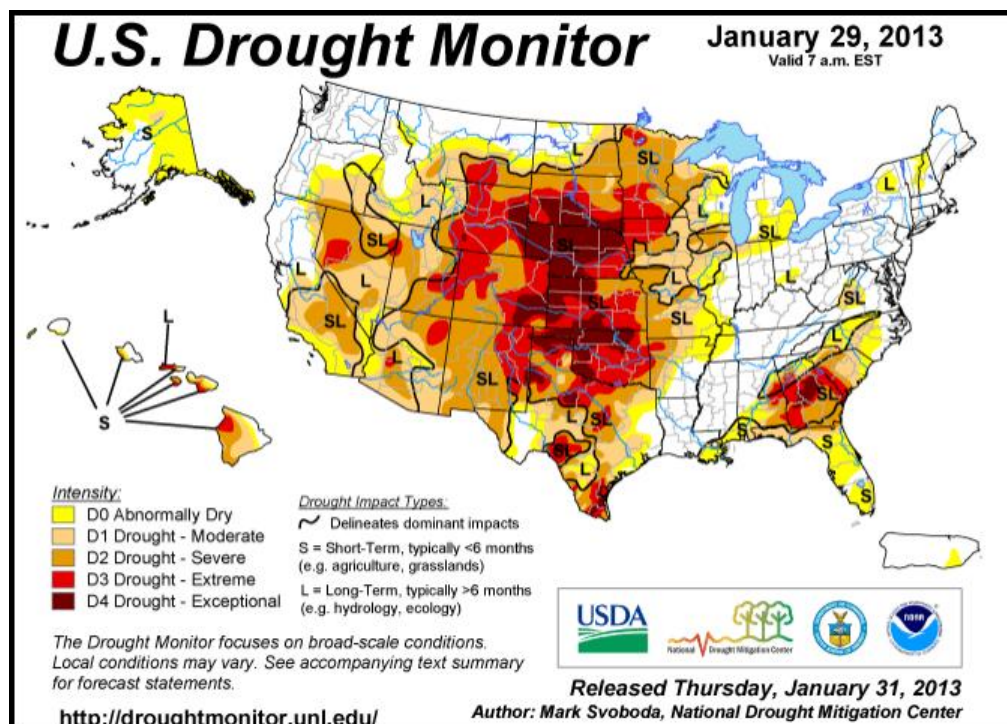 U.S. Drought Monitor
January 29, 2013
Valid 7 a.m. EST
S
L
S
L
L
SL
L
L
SL
L
SL
SL
L
SL
L
L
SL
L
SL
SL
L
SL
L
SL
L
L
L
SL
S
S
S
Intensity:
D0 Abnormally Dry
D1 Drought - Moderate
D2 Drought - Severe
D3 Drought - Extreme
D4 Drought - Exceptional
Drought Impact Types:
Delineates dominant impacts
S = Short-Term, typically <6 months
(e.g. agriculture, grasslands)
L = Long-Term, typically >6 months
(e.g. hydrology, ecology)
USDA
National Drought Mitigation Center
NOAA
The Drought Monitor focuses on broad-scale conditions.
Local conditions may vary. See accompanying text summary
for forecast statements.
http://droughtmonitor.unl.edu/
Released Thursday, January 31, 2013
Author: Mark Svoboda, National Drought Mitigation Center